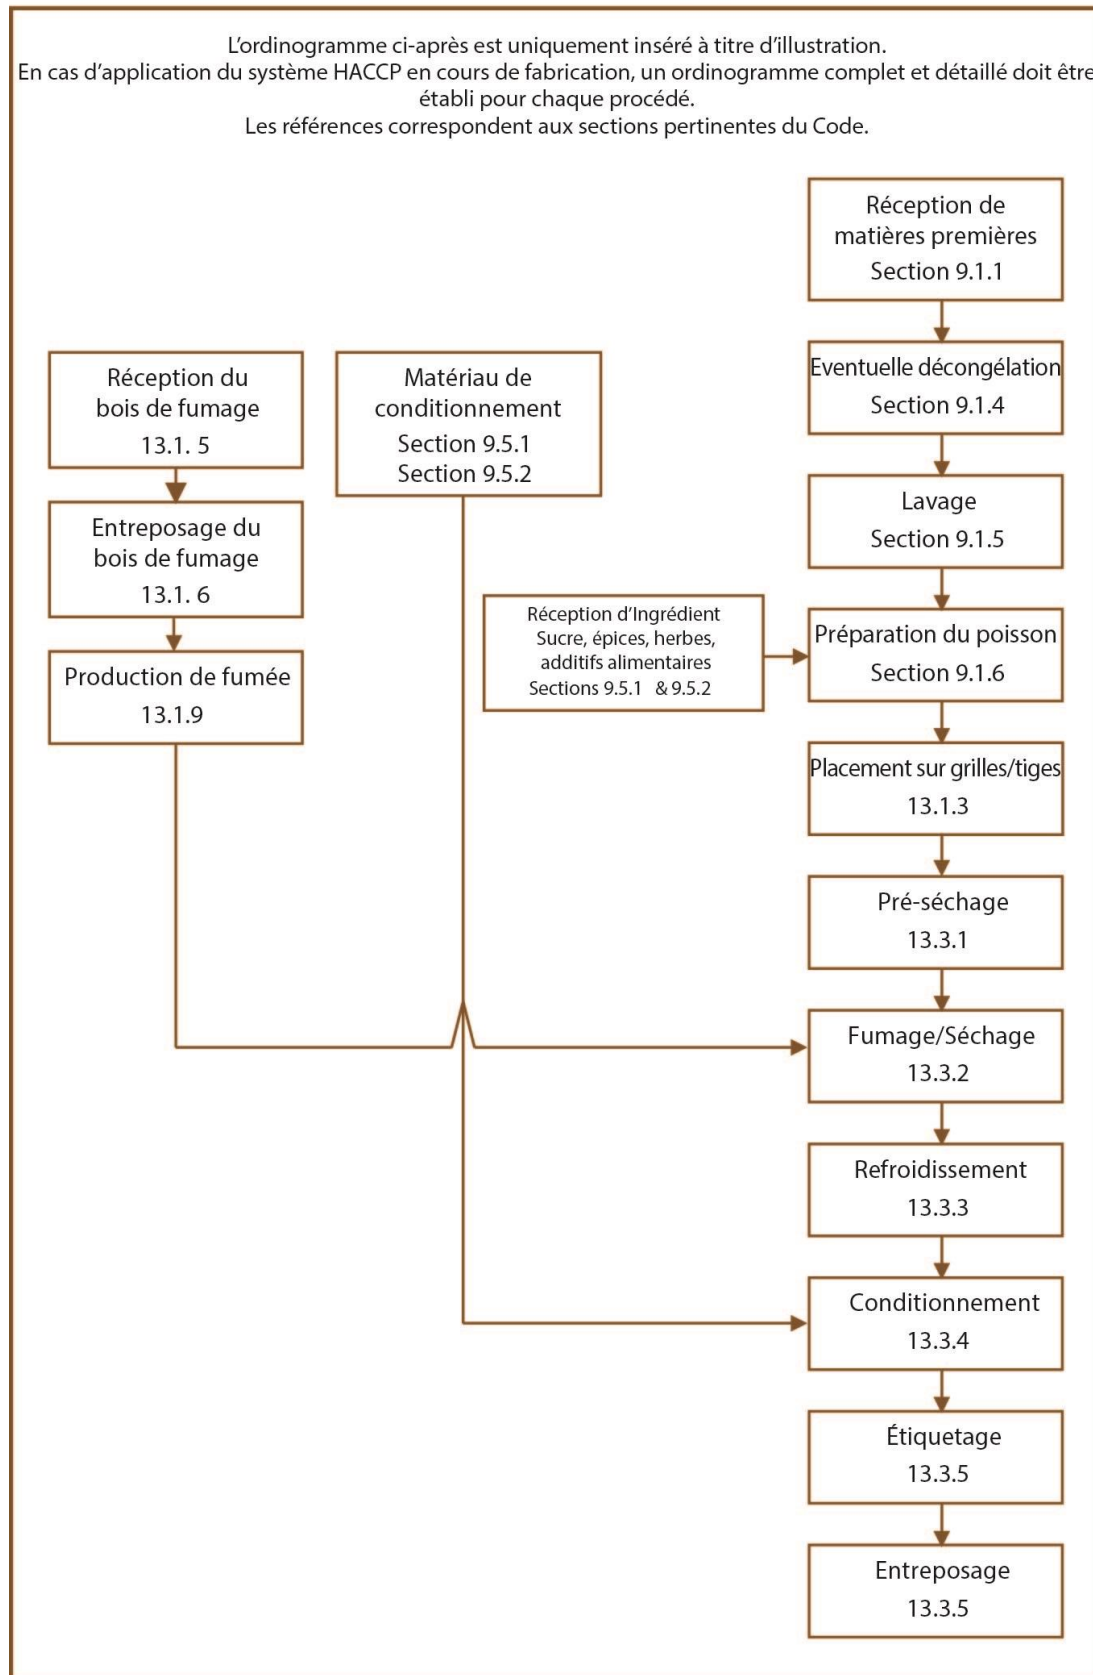 L’ordinogramme ci-après est uniquement inséré à titre d’illustration.
En cas d’application du système HACCP en cours de fabrication, un ordinogramme complet et détaillé doit être
établi pour chaque procédé.
Les références correspondent aux sections pertinentes du Code.
Réception de
matières premières
Section 9.1.1
Eventuelle décongélation
Section 9.1.4
Réception du
bois de fumage
13.1. 5
Matériau de
conditionnement
Section 9.5.1
Section 9.5.2
Lavage
Section 9.1.5
Entreposage du
bois de fumage
13.1. 6
Réception d’Ingrédient
Sucre, épices, herbes,
additifs alimentaires
Sections 9.5.1 & 9.5.2
Préparation du poisson
Section 9.1.6
Production de fumée
13.1.9
Placement sur grilles/tiges
13.1.3
Pré-séchage
13.3.1
Fumage/Séchage
13.3.2
Refroidissement
13.3.3
Conditionnement
13.3.4
Étiquetage
13.3.5
Entreposage
13.3.5